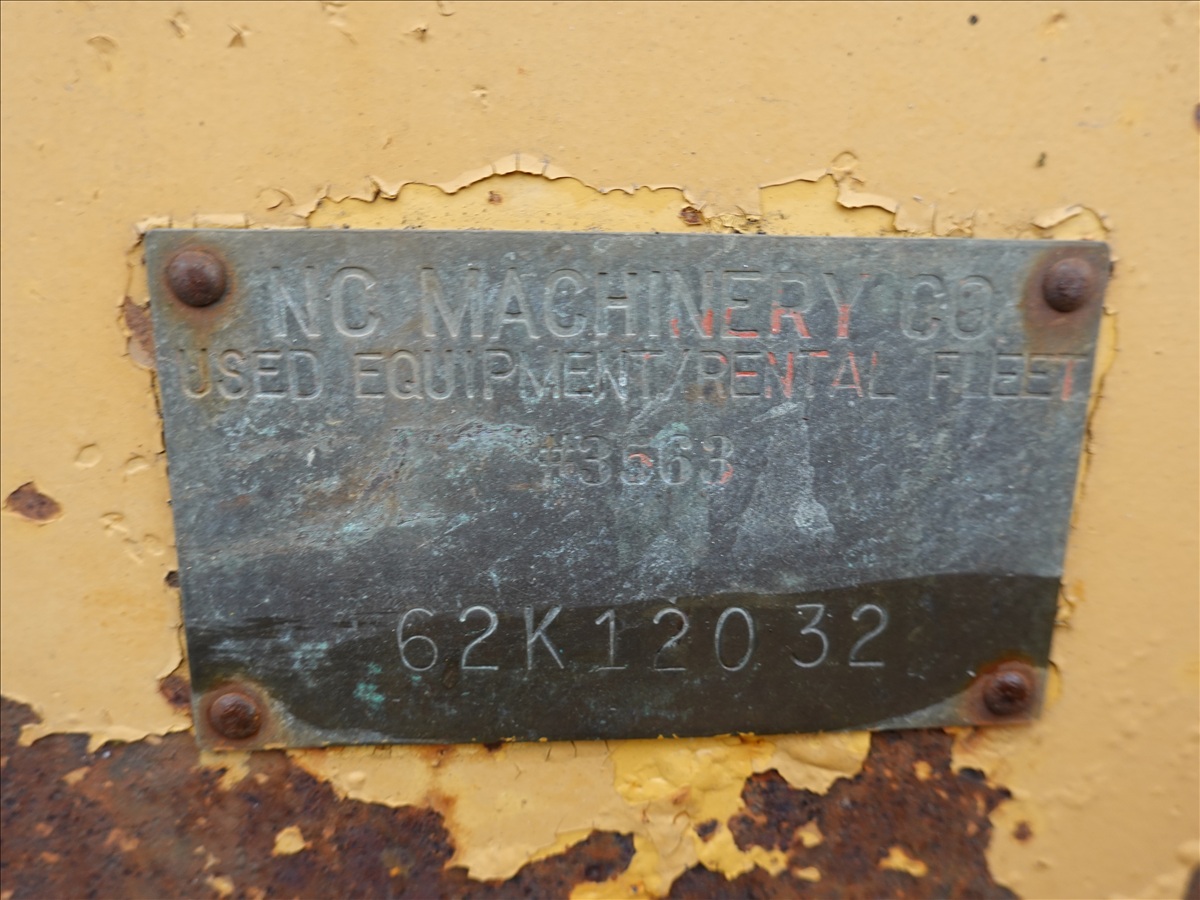 NC MACHINERY CO
USED EQUIPMENT/RENTAL FLEET
#3563
62K12032